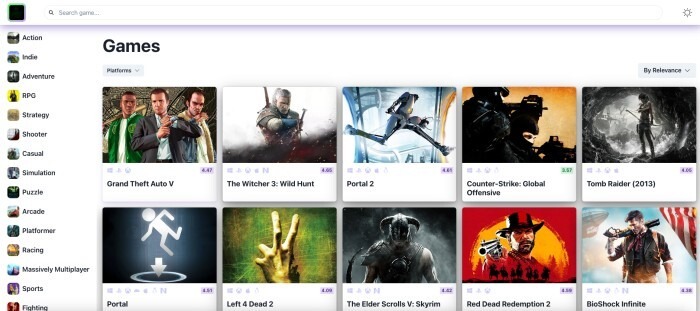 Search game...
Action
Indie
Adventure
RPG
Strategy
Shooter
Casual
Simulation
Puzzle
Arcade
Platformer
Racing
Massively Multiplayer
Sports
Fighting
Games
Platforms
By Relevance
4.47
Grand Theft Auto V
4.65
The Witcher 3: Wild Hunt
4.61
Portal 2
3.57
Counter-Strike: Global
Offensive
4.05
Tomb Raider (2013)
4.51
Portal
4.09
Left 4 Dead 2
4.42
The Elder Scrolls V: Skyrim
4.59
Red Dead Redemption 2
4.38
BioShock Infinite